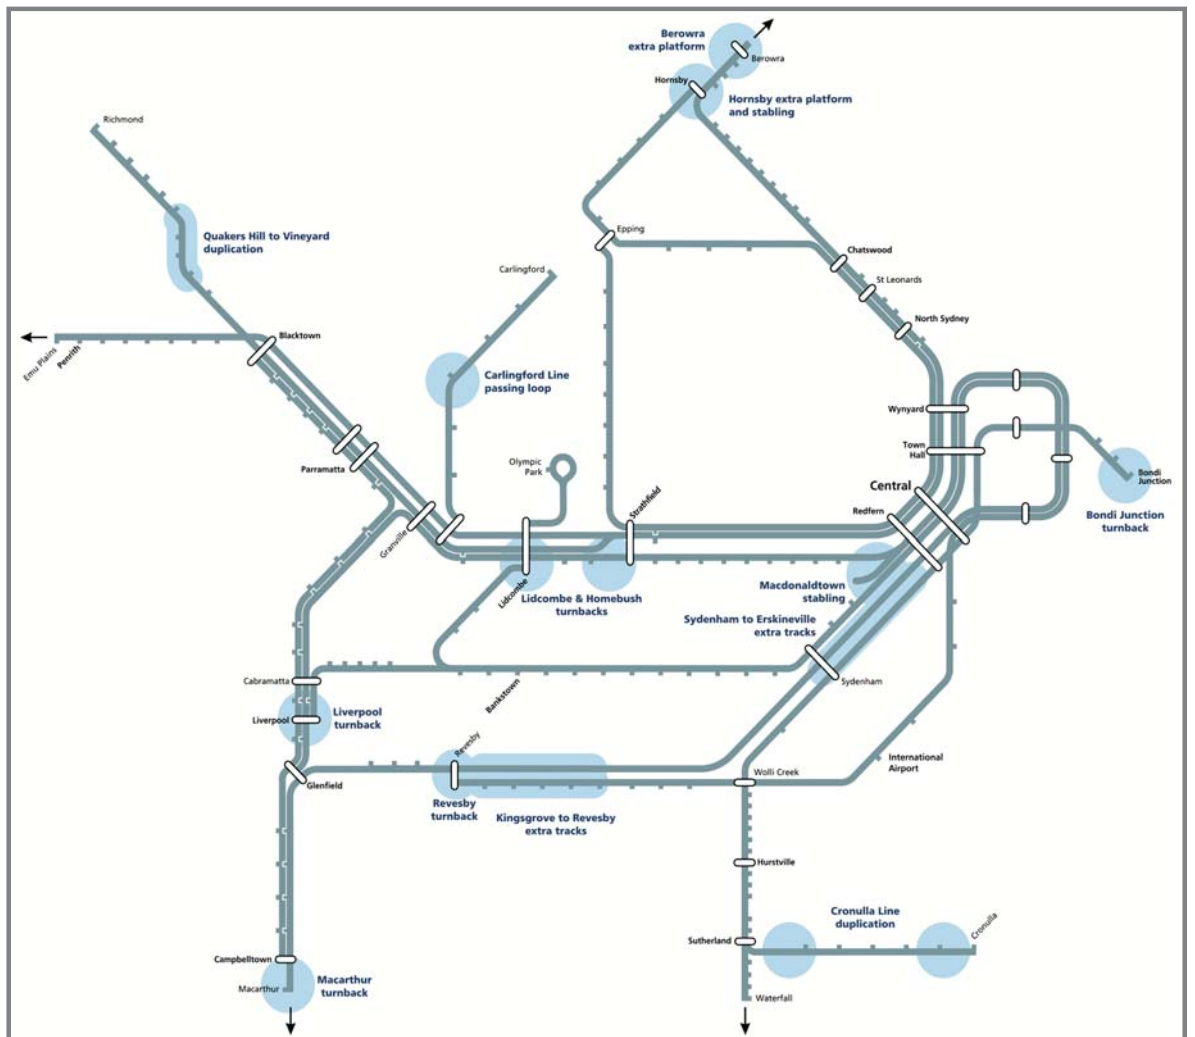 Berowra
extra platform
Berowra
Hornsby
Hornsby extra platform
and stabling
Richmond
Quakers Hill to Vineyard
duplication
Epping
Carlingford
Chatswood
St Leonards
North Sydney
Blacktown
Emu Plains
Penrith
Carlingford Line
passing loop
Wynyard
Town
Hall
Parramatta
Olympic
Park
Central
Bondi
Junction
Strathfield
Redfern
Bondi Junction
turnback
Granville
Lidcombe
Lidcombe & Homebush
turnbacks
Macdonaldtown
stabling
Sydenham to Erskineville
extra tracks
Cabramatta
Bankstown
Sydenham
Liverpool
Liverpool
turnback
Revesby
International
Airport
Glenfield
Wolli Creek
Revesby
turnback
Kingsgrove to Revesby
extra tracks
Hurstville
Cronulla Line
duplication
Cronulla
Sutherland
Campbelltown
Macarthur
Macarthur
turnback
Waterfall